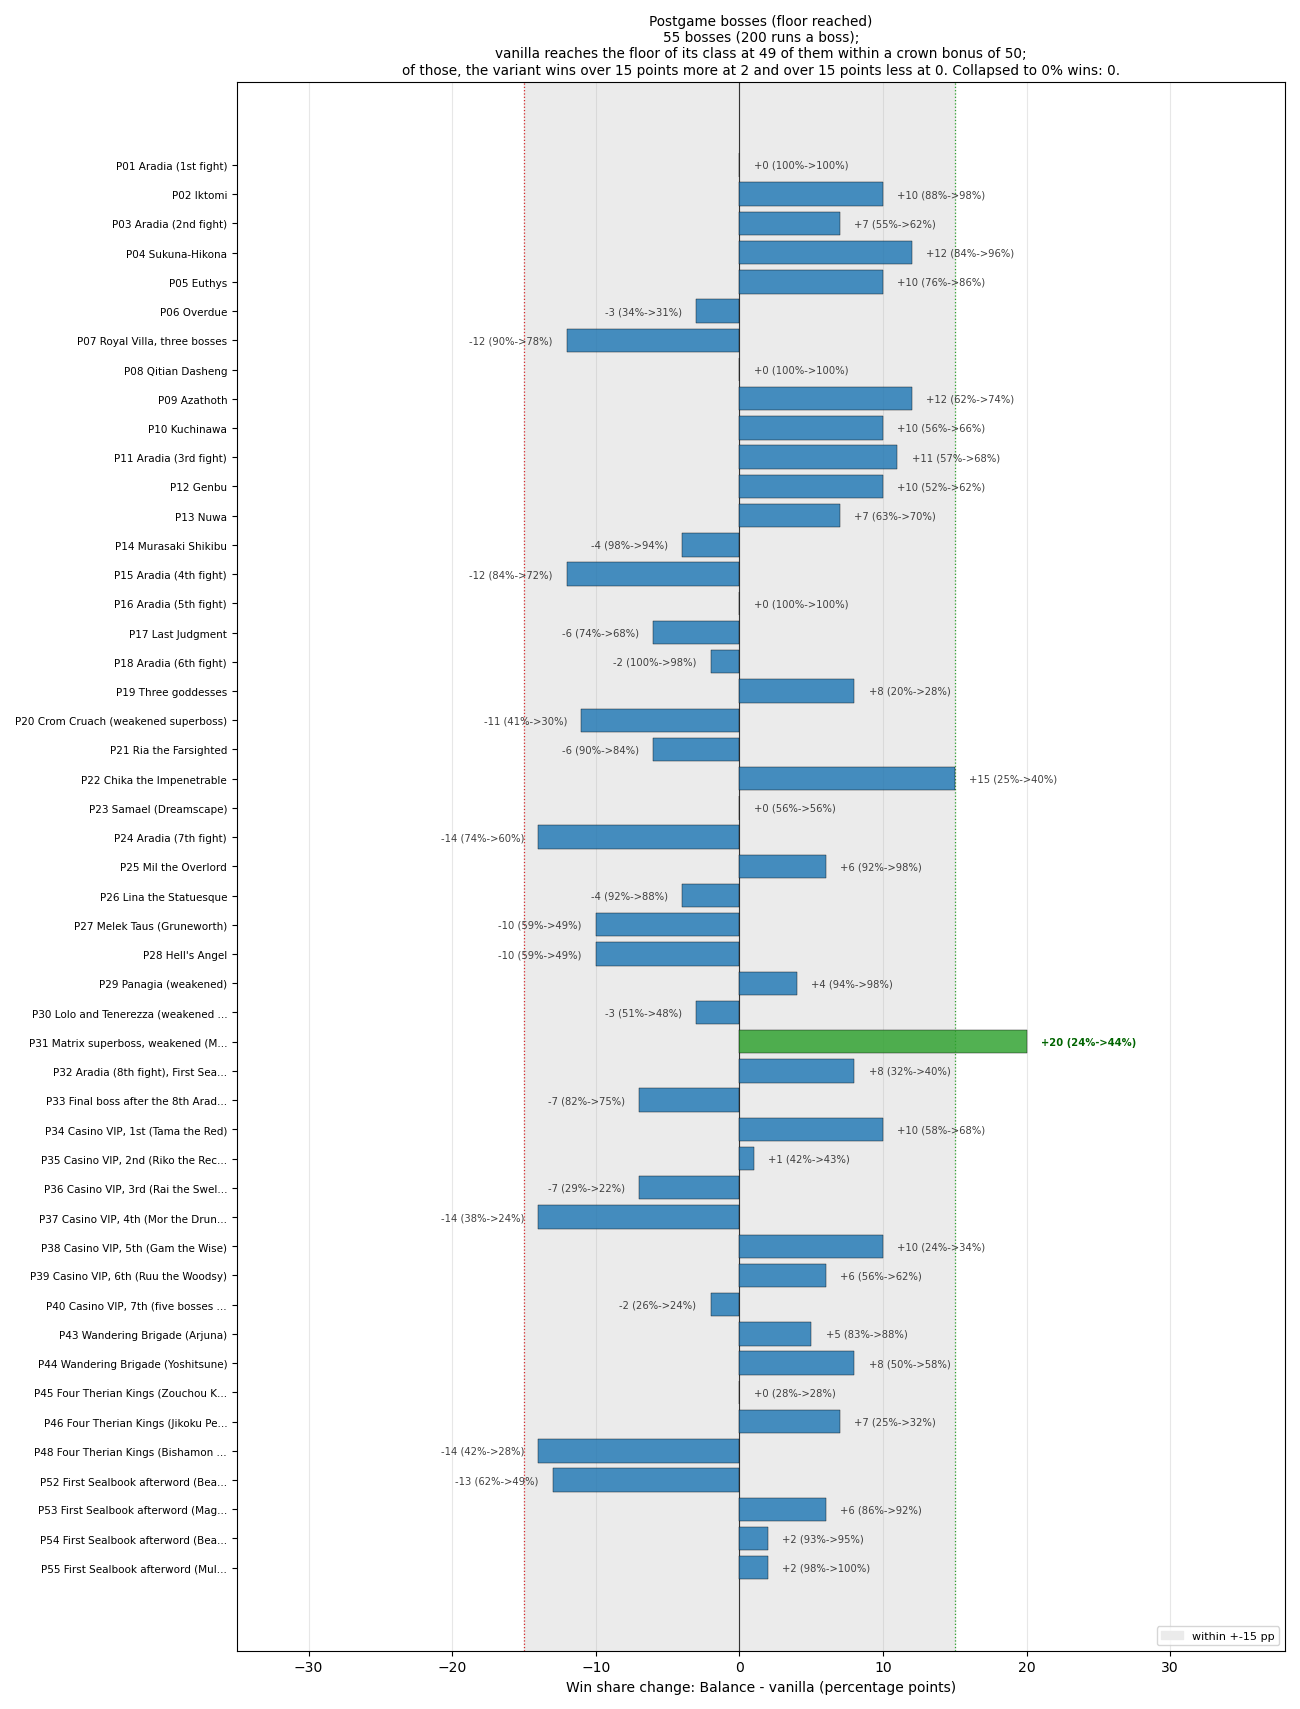 Postgame bosses (floor reached)
55 bosses (200 runs a boss);
vanilla reaches the floor of its class at 49 of them within a crown bonus of 50;
of those, the variant wins over 15 points more at 2 and over 15 points less at 0. Collapsed to 0% wins: 0.
P01 Aradia (1st fight) +0 (100%->100%)
P02 Iktomi +10 (88%->98%)
P03 Aradia (2nd fight) +7 (55%->62%)
P04 Sukuna-Hikona +12 (84%->96%)
P05 Euthys +10 (76%->86%)
P06 Overdue -3 (34%->31%)
P07 Royal Villa, three bosses -12 (90%->78%)
P08 Qitian Dasheng +0 (100%->100%)
P09 Azathoth +12 (62%->74%)
P10 Kuchinawa +10 (56%->66%)
P11 Aradia (3rd fight) +11 (57%->68%)
P12 Genbu +10 (52%->62%)
P13 Nuwa +7 (63%->70%)
P14 Murasaki Shikibu -4 (98%->94%)
P15 Aradia (4th fight) -12 (84%->72%)
P16 Aradia (5th fight) +0 (100%->100%)
P17 Last Judgment -6 (74%->68%)
P18 Aradia (6th fight) -2 (100%->98%)
P19 Three goddesses +8 (20%->28%)
P20 Crom Cruach (weakened superboss) -11 (41%->30%)
P21 Ria the Farsighted -6 (90%->84%)
P22 Chika the Impenetrable +15 (25%->40%)
P23 Samael (Dreamscape) +0 (56%->56%)
P24 Aradia (7th fight) -14 (74%->60%)
P25 Mil the Overlord +6 (92%->98%)
P26 Lina the Statuesque -4 (92%->88%)
P27 Melek Taus (Gruneworth) -10 (59%->49%)
P28 Hell's Angel -10 (59%->49%)
P29 Panagia (weakened) +4 (94%->98%)
P30 Lolo and Tenerezza (weakened ... -3 (51%->48%)
P31 Matrix superboss, weakened (M... +20 (24%->44%)
P32 Aradia (8th fight), First Sea... +8 (32%->40%)
P33 Final boss after the 8th Arad... -7 (82%->75%)
P34 Casino VIP, 1st (Tama the Red) +10 (58%->68%)
P35 Casino VIP, 2nd (Riko the Rec... +1 (42%->43%)
P36 Casino VIP, 3rd (Rai the Swel... -7 (29%->22%)
P37 Casino VIP, 4th (Mor the Drun... -14 (38%->24%)
P38 Casino VIP, 5th (Gam the Wise) +10 (24%->34%)
P39 Casino VIP, 6th (Ruu the Woodsy) +6 (56%->62%)
P40 Casino VIP, 7th (five bosses ... -2 (26%->24%)
P43 Wandering Brigade (Arjuna) +5 (83%->88%)
P44 Wandering Brigade (Yoshitsune) +8 (50%->58%)
P45 Four Therian Kings (Zouchou K... +0 (28%->28%)
P46 Four Therian Kings (Jikoku Pe... +7 (25%->32%)
P48 Four Therian Kings (Bishamon ... -14 (42%->28%)
P52 First Sealbook afterword (Bea... -13 (62%->49%)
P53 First Sealbook afterword (Mag... +6 (86%->92%)
P54 First Sealbook afterword (Bea... +2 (93%->95%)
P55 First Sealbook afterword (Mul... +2 (98%->100%)
within +-15 pp
−30 −20 −10 0 10 20 30
Win share change: Balance - vanilla (percentage points)